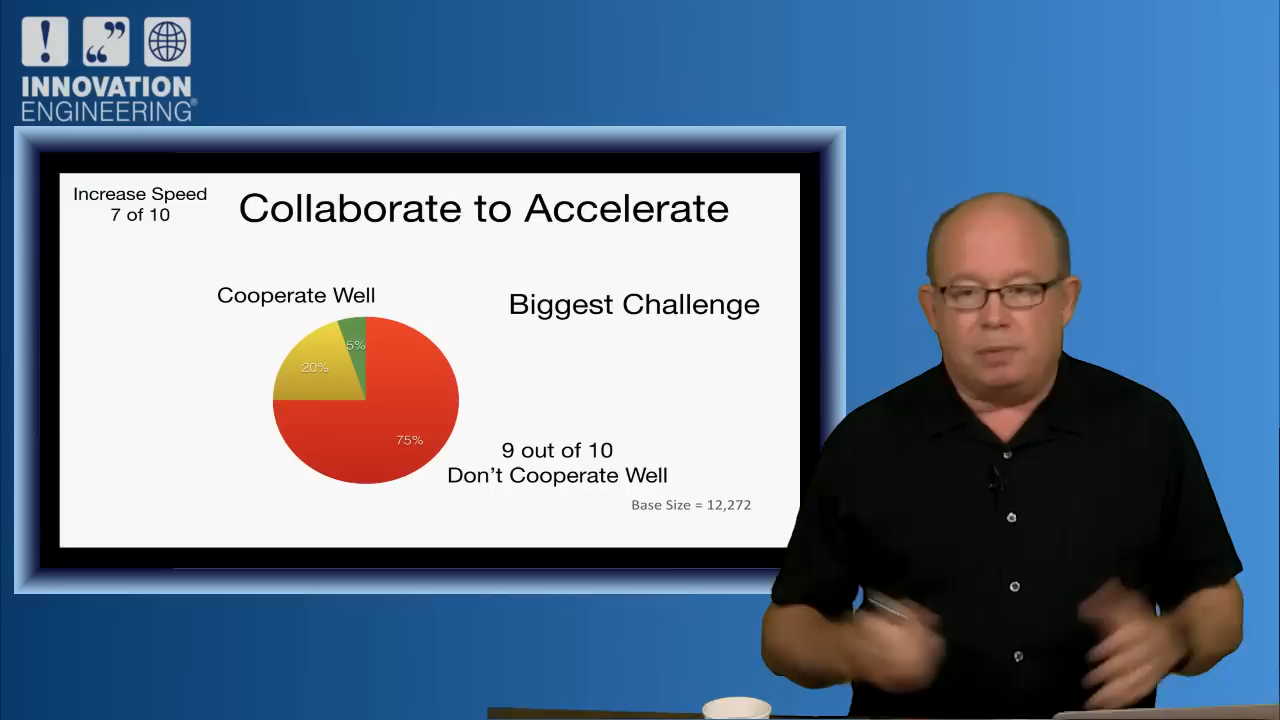 INNOVATION
ENGINEERING®
Increase Speed
7 of 10
Collaborate to Accelerate
Cooperate Well
Biggest Challenge
5%
20%
75%
9 out of 10
Don't Cooperate Well
Base Size = 12,272